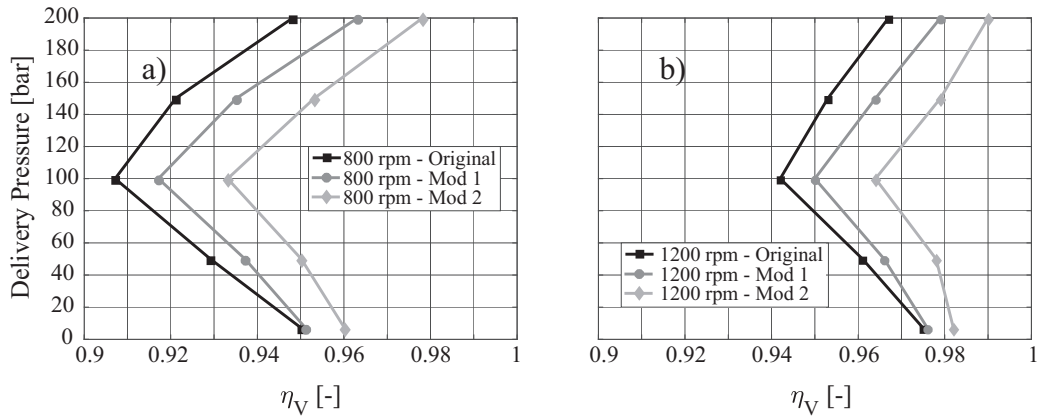 200
180
160
140
120
100
80
60
40
20
0
Delivery Pressure [bar]
a)
800 rpm - Original
800 rpm - Mod 1
800 rpm - Mod 2
0.9 0.92 0.94 0.96 0.98 1
η_V [-]
b)
1200 rpm - Original
1200 rpm - Mod 1
1200 rpm - Mod 2
0.9 0.92 0.94 0.96 0.98 1
η_V [-]